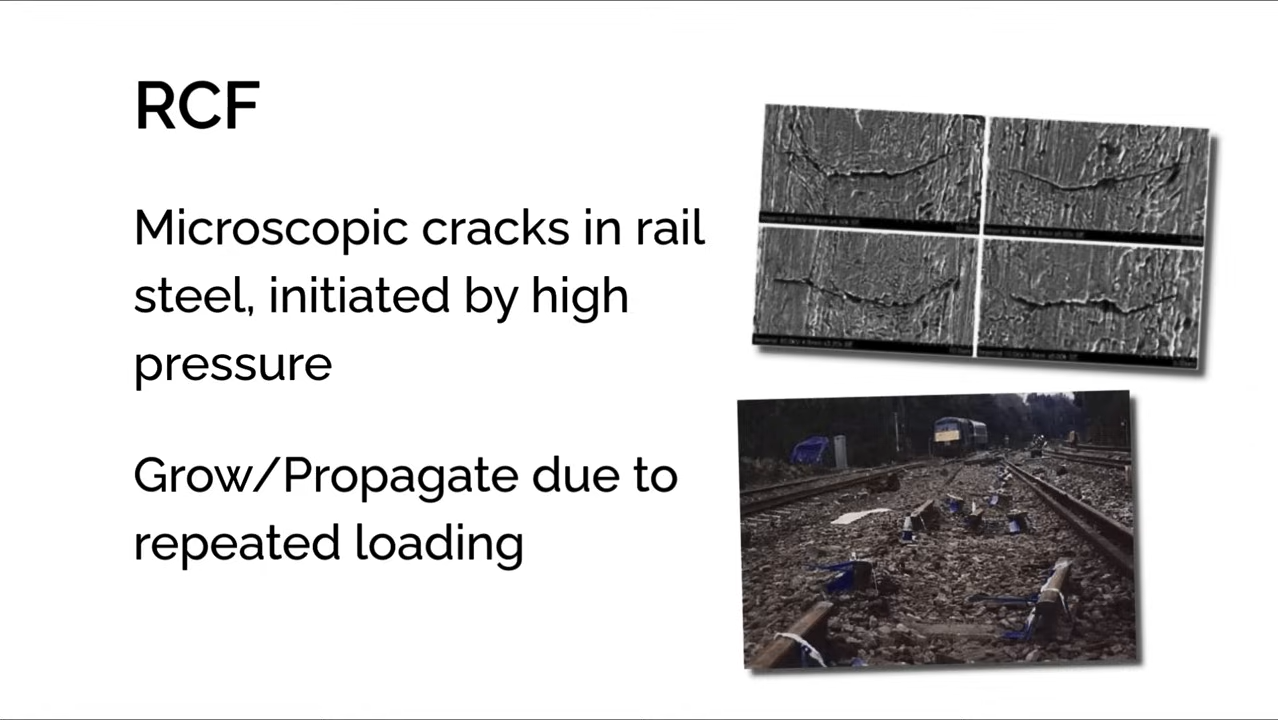 RCF
Microscopic cracks in rail
steel, initiated by high
pressure
Grow/Propagate due to
repeated loading